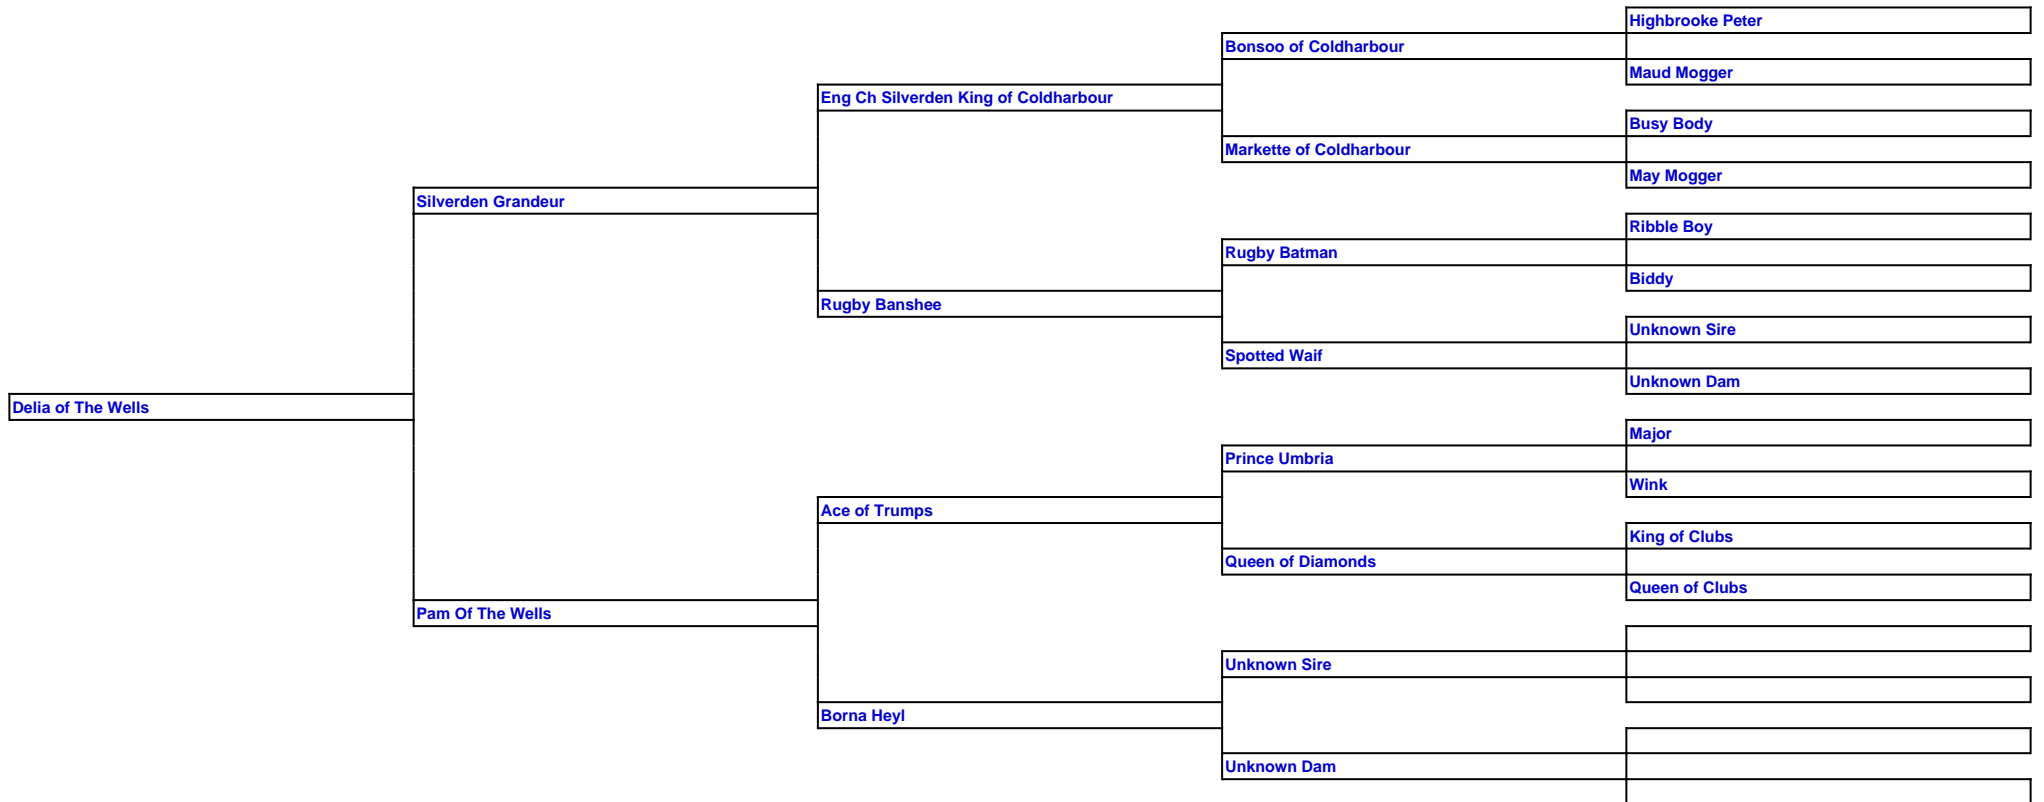 Highbrooke Peter
Bonsoo of Coldharbour
Maud Mogger
Eng Ch Silverden King of Coldharbour
Busy Body
Markette of Coldharbour
May Mogger
Silverden Grandeur
Ribble Boy
Rugby Batman
Biddy
Rugby Banshee
Unknown Sire
Spotted Waif
Unknown Dam
Delia of The Wells
Major
Prince Umbria
Wink
Ace of Trumps
King of Clubs
Queen of Diamonds
Queen of Clubs
Pam Of The Wells
Unknown Sire
Borna Heyl
Unknown Dam